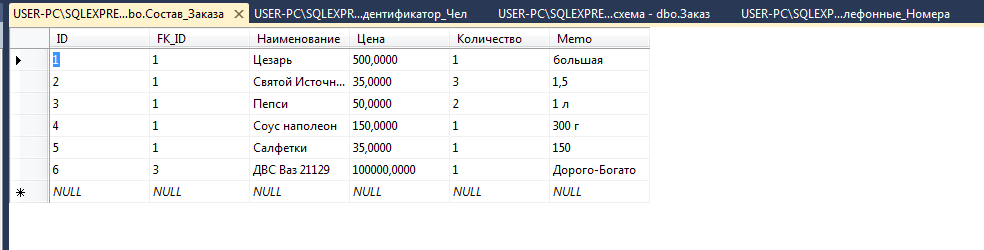 USER-PC\SQLEXPRE...bo.Состав_Заказа USER-PC\SQLEXPR...дентификатор_Чел USER-PC\SQLEXPRE...схема - dbo.Заказ USER-PC\SQLEXP...лефонные_Номера
ID FK_ID Наименование Цена Количество Memo
1 1 Цезарь 500,0000 1 большая
2 1 Святой Источн... 35,0000 3 1,5
3 1 Пепси 50,0000 2 1 л
4 1 Соус наполеон 150,0000 1 300 г
5 1 Салфетки 35,0000 1 150
6 3 ДВС Ваз 21129 100000,0000 1 Дорого-Богато
NULL NULL NULL NULL NULL NULL